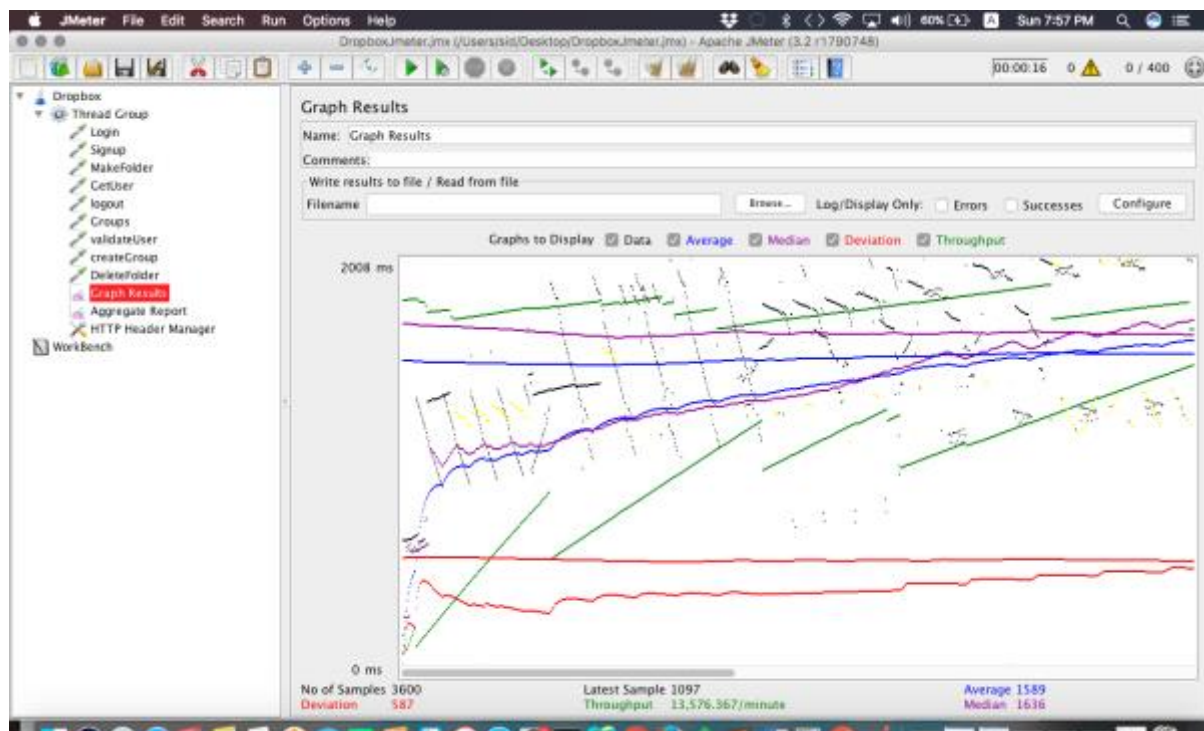 JMeter File Edit Search Run Options Help 60% Sun 7:57 PM
DropboxJmeter.jmx (/Users/sid/Desktop/DropboxJmeter.jmx) - Apache JMeter (3.2 r1790748)
00:00:16 0 0 / 400
Dropbox
Thread Group
Login
Signup
MakeFolder
GetUser
logout
Groups
validateUser
createGroup
DeleteFolder
Graph Results
Aggregate Report
HTTP Header Manager
WorkBench
Graph Results
Name: Graph Results
Comments:
Write results to file / Read from file
Filename Browse... Log/Display Only: Errors Successes Configure
Graphs to Display Data Average Median Deviation Throughput
2008 ms
0 ms
No of Samples 3600 Latest Sample 1097 Average 1589
Deviation 587 Throughput 13,576.367/minute Median 1636